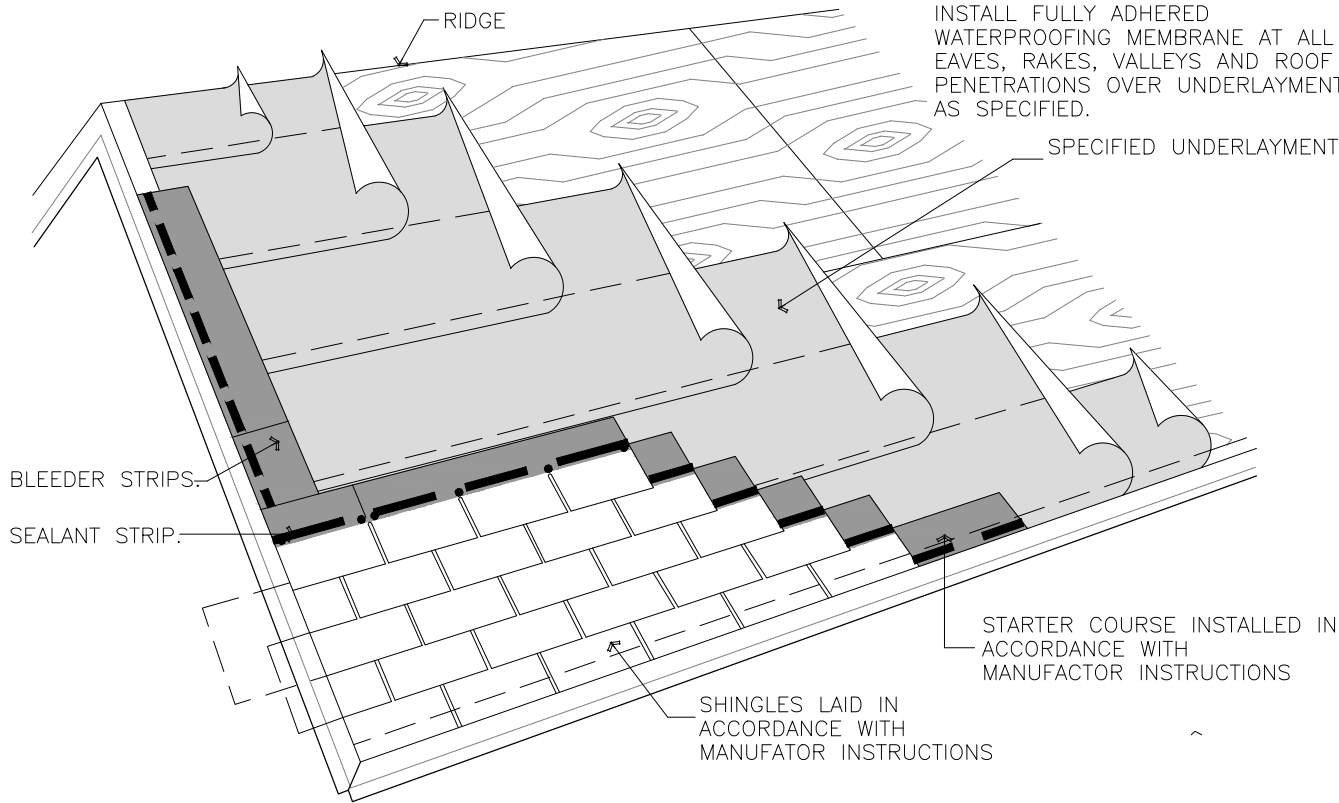 RIDGE
INSTALL FULLY ADHERED
WATERPROOFING MEMBRANE AT ALL
EAVES, RAKES, VALLEYS AND ROOF
PENETRATIONS OVER UNDERLAYMENT
AS SPECIFIED.
SPECIFIED UNDERLAYMENT
BLEEDER STRIPS.
SEALANT STRIP.
STARTER COURSE INSTALLED IN
ACCORDANCE WITH
MANUFACTOR INSTRUCTIONS
SHINGLES LAID IN
ACCORDANCE WITH
MANUFATOR INSTRUCTIONS